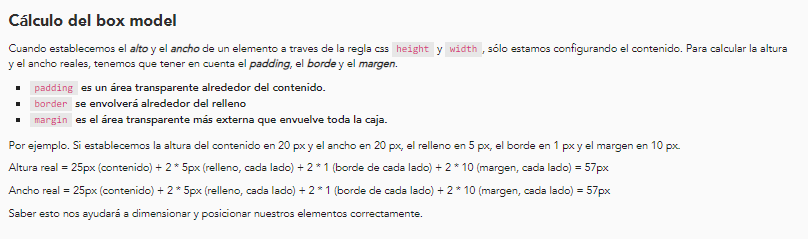 Cálculo del box model
Cuando establecemos el alto y el ancho de un elemento a traves de la regla css height y width, sólo estamos configurando el contenido. Para calcular la altura
y el ancho reales, tenemos que tener en cuenta el padding, el borde y el margen.
padding es un área transparente alrededor del contenido.
border se envolverá alrededor del relleno
margin es el área transparente más externa que envuelve toda la caja.
Por ejemplo. Si establecemos la altura del contenido en 20 px y el ancho en 20 px, el relleno en 5 px, el borde en 1 px y el margen en 10 px.
Altura real = 25px (contenido) + 2 * 5px (relleno, cada lado) + 2 * 1 (borde de cada lado) + 2 * 10 (margen, cada lado) = 57px
Ancho real = 25px (contenido) + 2 * 5px (relleno, cada lado) + 2 * 1 (borde de cada lado) + 2 * 10 (margen, cada lado) = 57px
Saber esto nos ayudará a dimensionar y posicionar nuestros elementos correctamente.